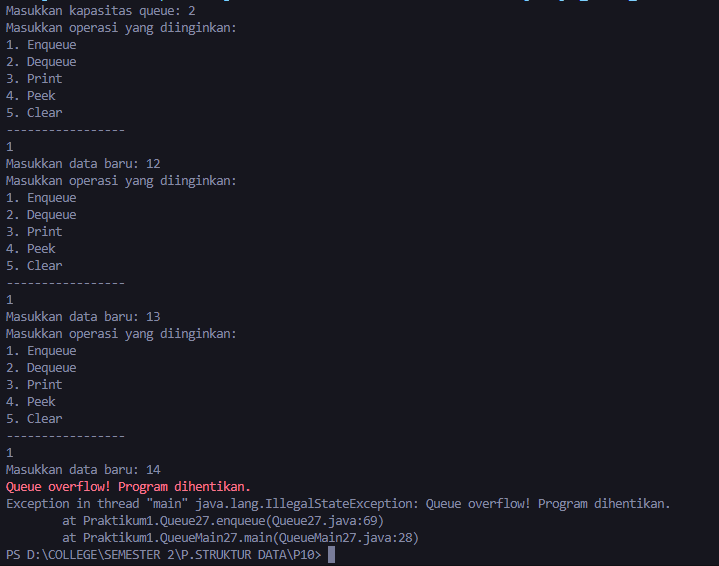 Masukkan kapasitas queue: 2
Masukkan operasi yang diinginkan:
1. Enqueue
2. Dequeue
3. Print
4. Peek
5. Clear
-----------------
1
Masukkan data baru: 12
Masukkan operasi yang diinginkan:
1. Enqueue
2. Dequeue
3. Print
4. Peek
5. Clear
-----------------
1
Masukkan data baru: 13
Masukkan operasi yang diinginkan:
1. Enqueue
2. Dequeue
3. Print
4. Peek
5. Clear
-----------------
1
Masukkan data baru: 14
Queue overflow! Program dihentikan.
Exception in thread "main" java.lang.IllegalStateException: Queue overflow! Program dihentikan.
        at Praktikum1.Queue27.enqueue(Queue27.java:69)
        at Praktikum1.QueueMain27.main(QueueMain27.java:28)
PS D:\COLLEGE\SEMESTER 2\P.STRUKTUR DATA\P10>